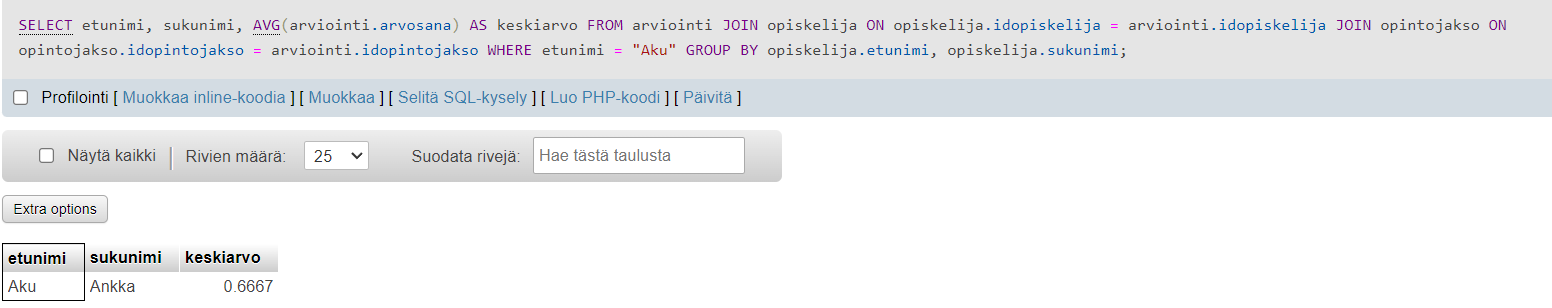 SELECT etunimi, sukunimi, AVG(arviointi.arvosana) AS keskiarvo FROM arviointi JOIN opiskelija ON opiskelija.idopiskelija = arviointi.idopiskelija JOIN opintojakso ON
opintojakso.idopintojakso = arviointi.idopintojakso WHERE etunimi = "Aku" GROUP BY opiskelija.etunimi, opiskelija.sukunimi;
Profilointi [ Muokkaa inline-koodia ] [ Muokkaa ] [ Selitä SQL-kysely ] [ Luo PHP-koodi ] [ Päivitä ]
Näytä kaikki Rivien määrä: 25 Suodata rivejä: Hae tästä taulusta
Extra options
etunimi sukunimi keskiarvo
Aku Ankka 0.6667